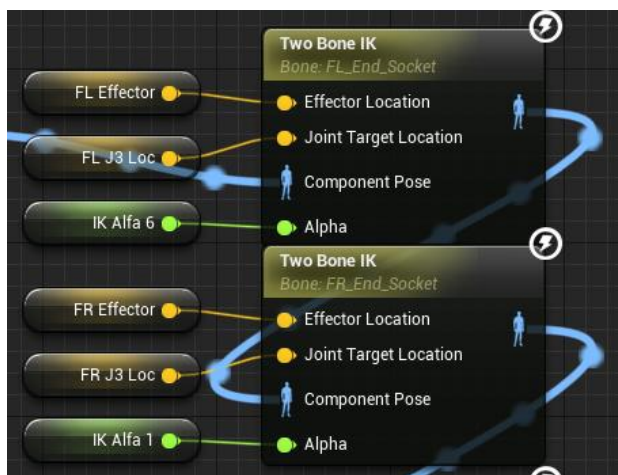 Two Bone IK
Bone: FL_End_Socket
FL Effector
Effector Location
FL J3 Loc
Joint Target Location
Component Pose
IK Alfa 6
Alpha
Two Bone IK
Bone: FR_End_Socket
FR Effector
Effector Location
FR J3 Loc
Joint Target Location
Component Pose
IK Alfa 1
Alpha